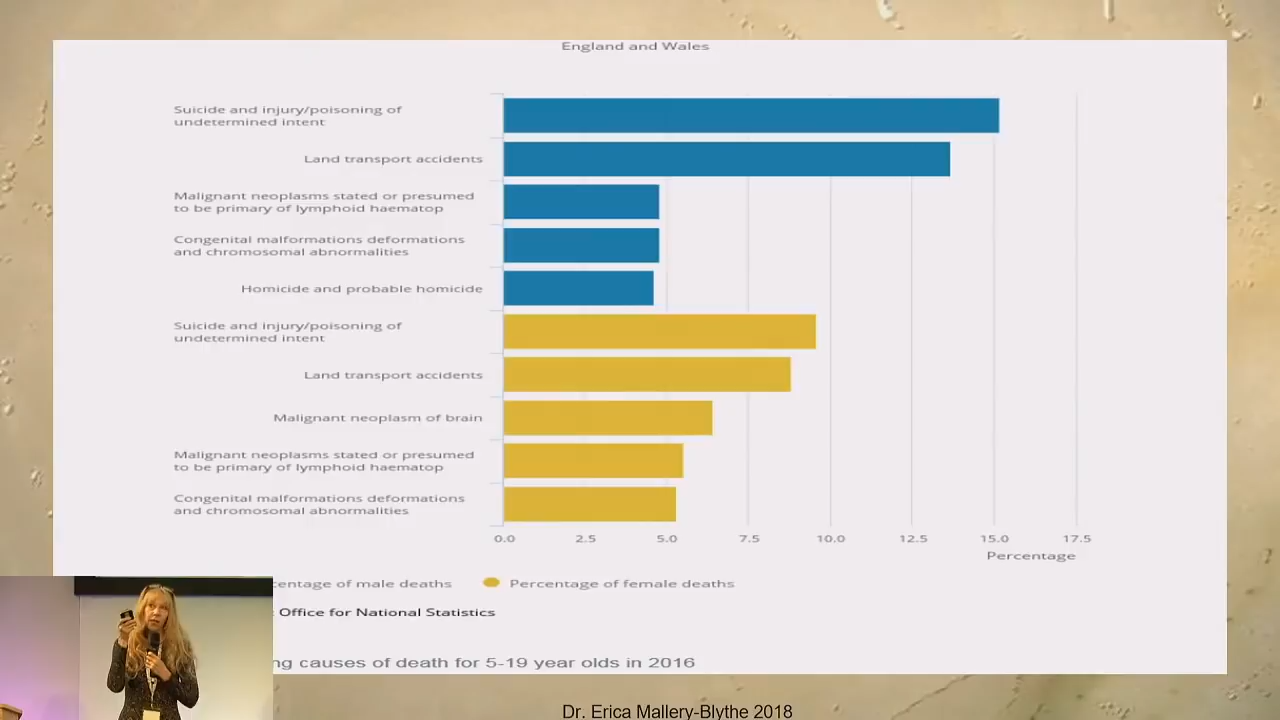 England and Wales
Suicide and injury/poisoning of
undetermined intent
Land transport accidents
Malignant neoplasms stated or presumed
to be primary of lymphoid haematop
Congenital malformations deformations
and chromosomal abnormalities
Homicide and probable homicide
Suicide and injury/poisoning of
undetermined intent
Land transport accidents
Malignant neoplasm of brain
Malignant neoplasms stated or presumed
to be primary of lymphoid haematop
Congenital malformations deformations
and chromosomal abnormalities
0.0 2.5 5.0 7.5 10.0 12.5 15.0 17.5
Percentage
centage of male deaths Percentage of female deaths
: Office for National Statistics
ng causes of death for 5-19 year olds in 2016
Dr. Erica Mallery-Blythe 2018